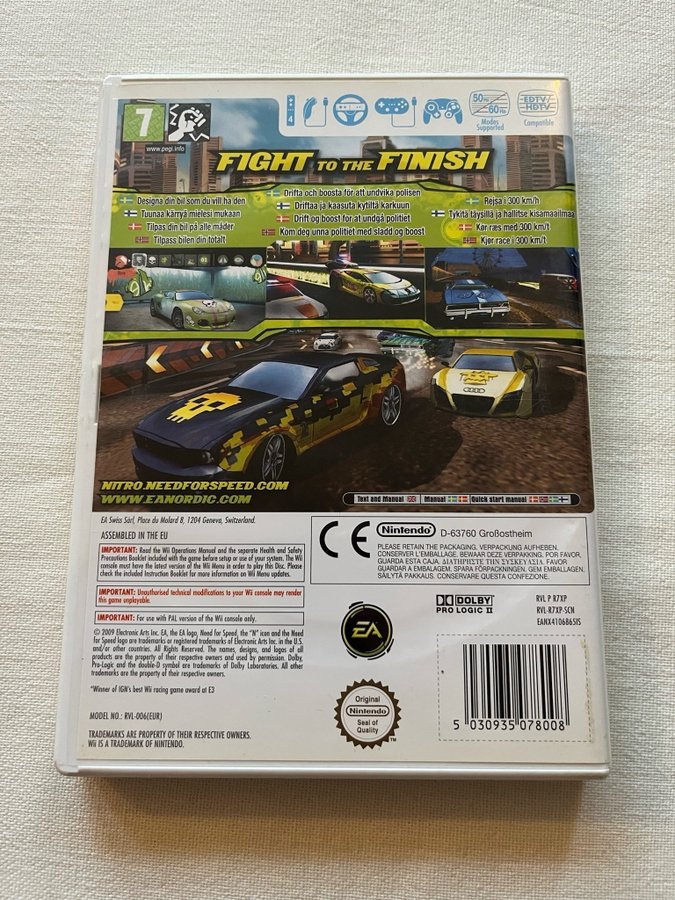 7
www.pegi.info
4
50Hz
60Hz
Modes
Supported
EDTV/
HDTV
Compatible
FIGHT TO THE FINISH
Designa din bil som du vill ha den
Tuunaa kärryä mielesi mukaan
Tilpas din bil på alle måder
Tilpass bilen din totalt
Drifta och boosta för att undvika polisen
Driftaa ja kaasuta kytiltä karkuun
Drift og boost for at undgå politiet
Kom deg unna politiet med sladd og boost
Rejsa i 300 km/h
Tykitä täysillä ja hallitse kisamaailmaa
Kør ræs med 300 km/t
Kjør race i 300 km/t
NITRO.NEEDFORSPEED.COM
WWW.EANORDIC.COM
Text and Manual
Manual
Quick start manual
EA Swiss Sàrl, Place du Molard 8, 1204 Geneva, Switzerland.
ASSEMBLED IN THE EU
IMPORTANT: Read the Wii Operations Manual and the separate Health and Safety
Precautions Booklet included with the game before setup or use of your system. The Wii
console must have the latest version of the Wii Menu in order to play this Disc. Please
check the included Instruction Booklet for more information on Wii Menu updates.
IMPORTANT: Unauthorised technical modifications to your Wii console may render
this game unplayable.
IMPORTANT: For use with PAL version of the Wii console only.
© 2009 Electronic Arts Inc. EA, the EA logo, Need for Speed, the "N" icon and the Need
for Speed logo are trademarks or registered trademarks of Electronic Arts Inc. in the U.S.
and/or other countries. All Rights Reserved. The names, designs, and logos of all
products are the property of their respective owners and used by permission. Dolby,
Pro-Logic and the double-D symbol are trademarks of Dolby Laboratories. All other
trademarks are the property of their respective owners.
*Winner of IGN's best Wii racing game award at E3
MODEL NO.: RVL-006(EUR)
TRADEMARKS ARE PROPERTY OF THEIR RESPECTIVE OWNERS.
Wii IS A TRADEMARK OF NINTENDO.
CE
Nintendo D-63760 Großostheim
PLEASE RETAIN THE PACKAGING. VERPACKUNG AUFHEBEN.
CONSERVER L'EMBALLAGE. BEWAAR DEZE VERPAKKING. POR FAVOR,
GUARDA ESTA CAJA. ΔΙΑΤΗΡΗΣΤΕ ΤΗΝ ΣΥΣΚΕΥΑΣΙΑ. POR FAVOR
GUARDAR A EMBALAGEM. SPARA FÖRPACKNINGEN. GEM EMBALLAGEN.
SÄILYTÄ PAKKAUS. CONSERVARE QUESTA CONFEZIONE.
EA
DOLBY
PRO LOGIC II
RVL P R7XP
RVL-R7XP-SCN
EANX4106865IS
Original
Nintendo
Seal of
Quality
TM
5 030935 078008